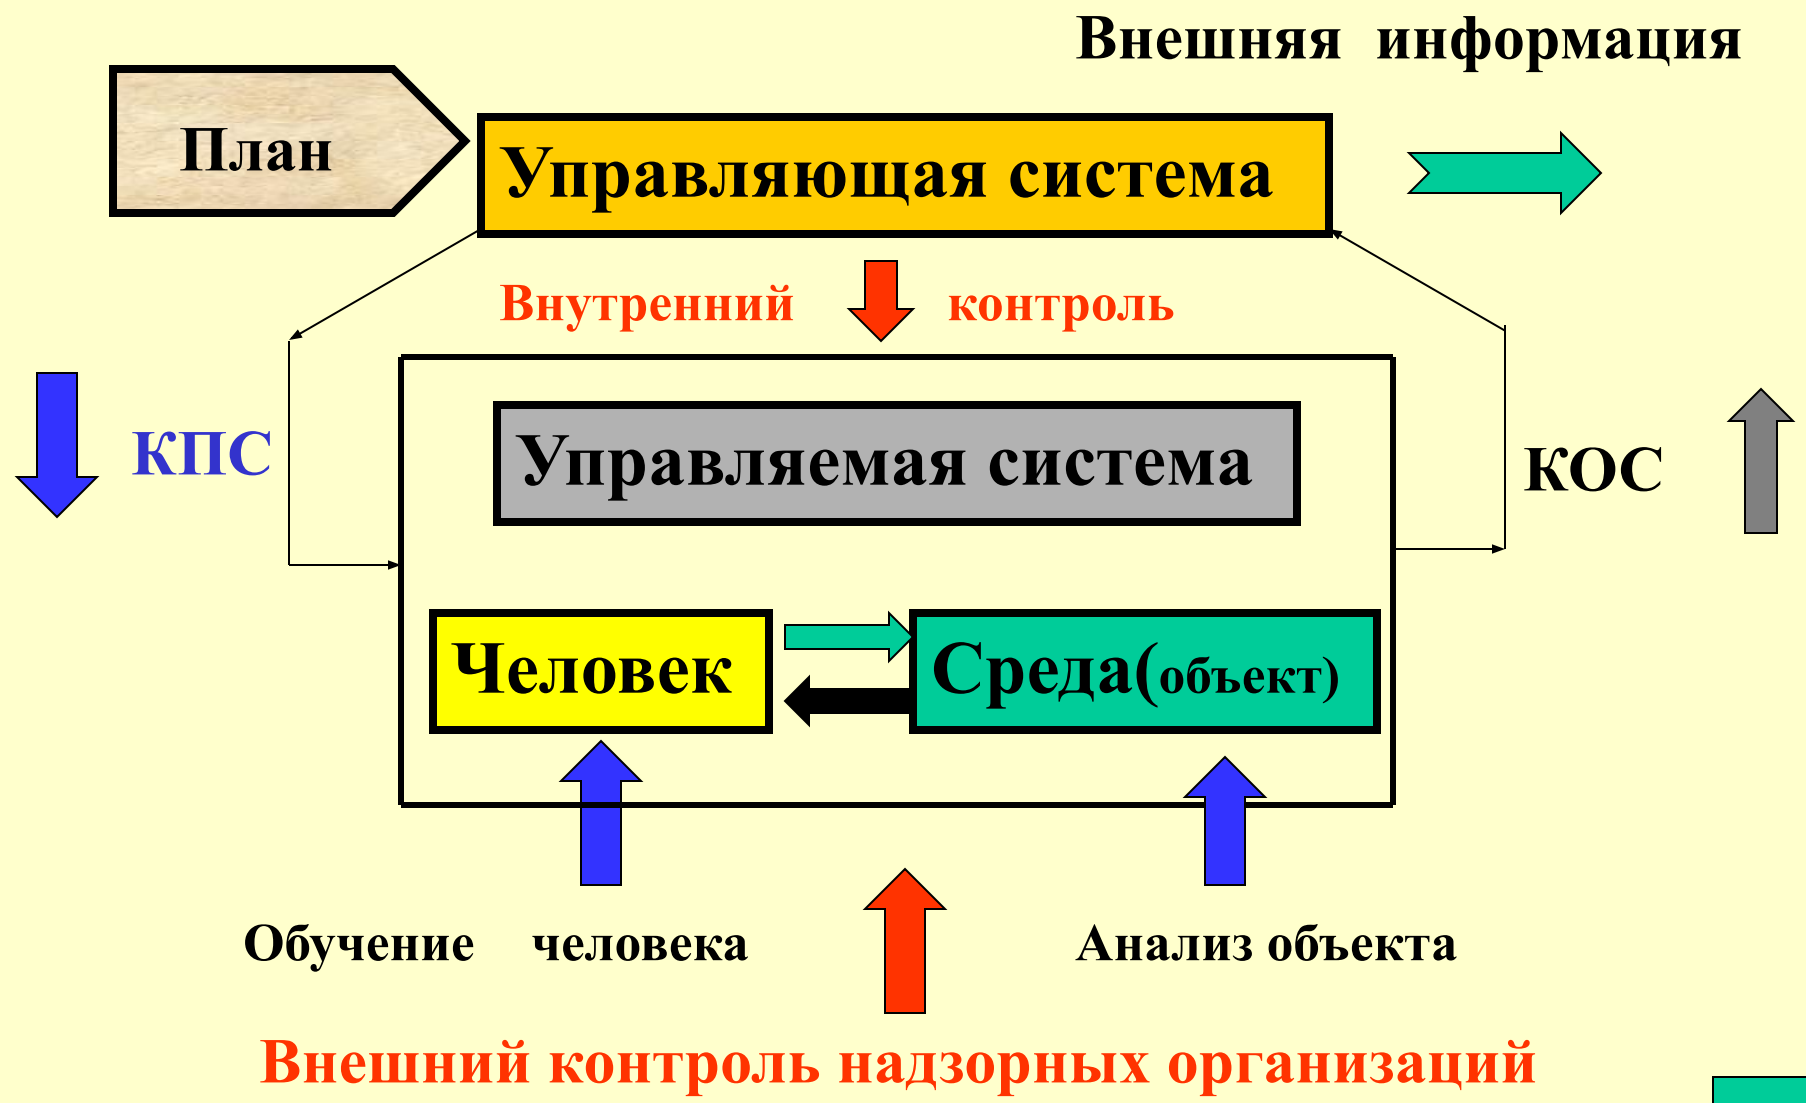 Внешняя информация
План
Управляющая система
Внутренний контроль
КПС
Управляемая система
КОС
Человек
Среда(объект)
Обучение человека
Анализ объекта
Внешний контроль надзорных организаций